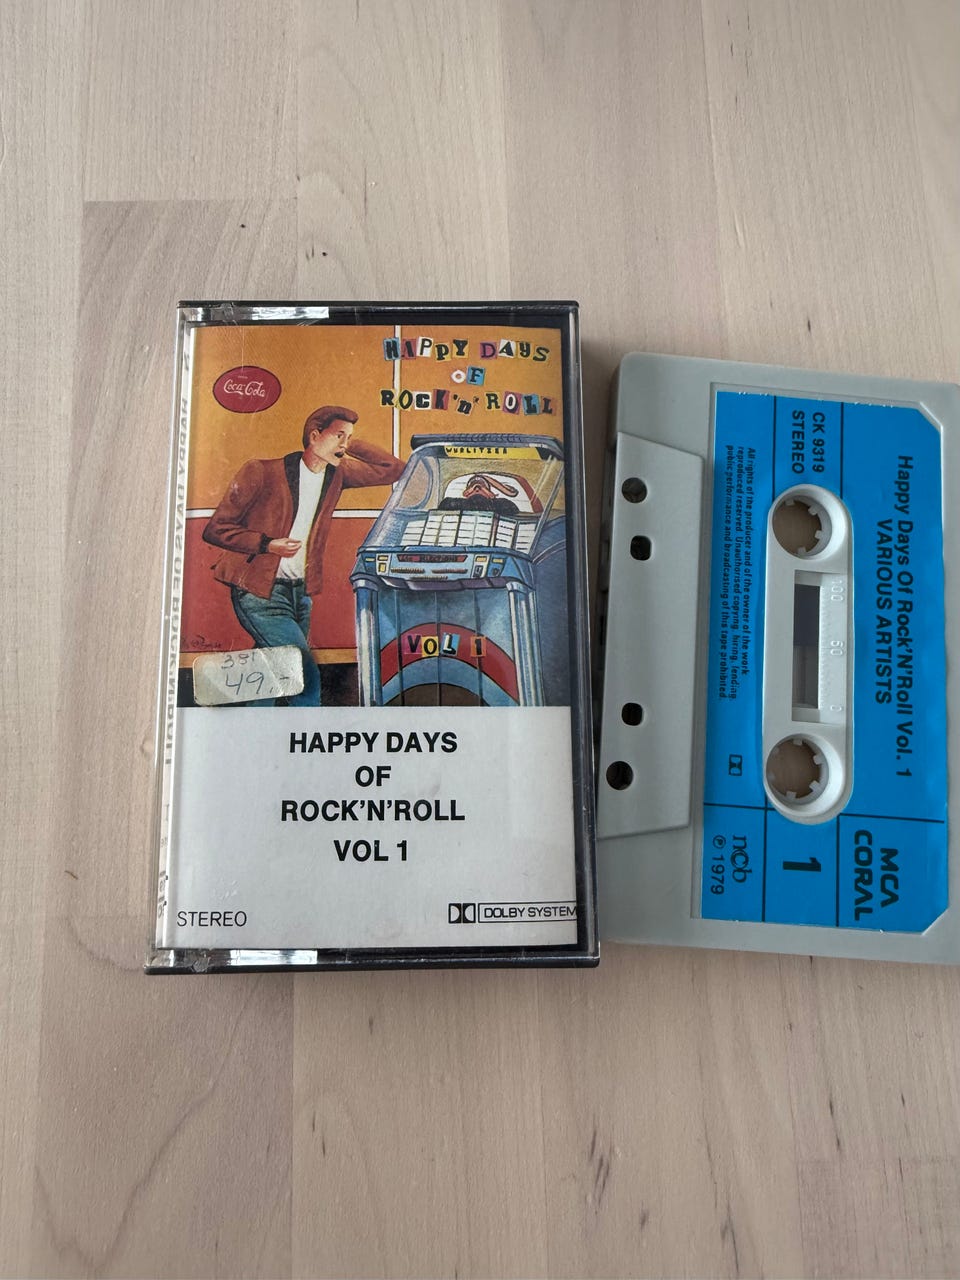 Coca-Cola
HAPPY DAYS
OF
ROCK'N'ROLL
WURLITZER
VOL 1
381
49,-
HAPPY DAYS
OF
ROCK'N'ROLL
VOL 1
STEREO
DOLBY SYSTEM
Happy Days Of Rock'N'Roll Vol. 1
VARIOUS ARTISTS
CK 9319
STEREO
All rights of the producer and of the owner of the work
reproduced reserved. Unauthorised copying, hiring, lending,
public performance and broadcasting of this tape prohibited.
100 50 0
MCA
CORAL
1
ncb
℗ 1979